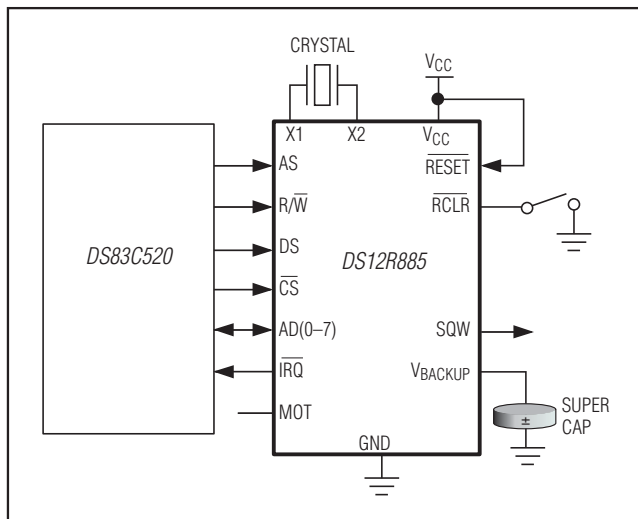 CRYSTAL
VCC
X1
X2
VCC
AS
RESET
R/W
RCLR
DS83C520
DS
DS12R885
CS
AD(0–7)
SQW
IRQ
VBACKUP
MOT
SUPER
CAP
±
GND